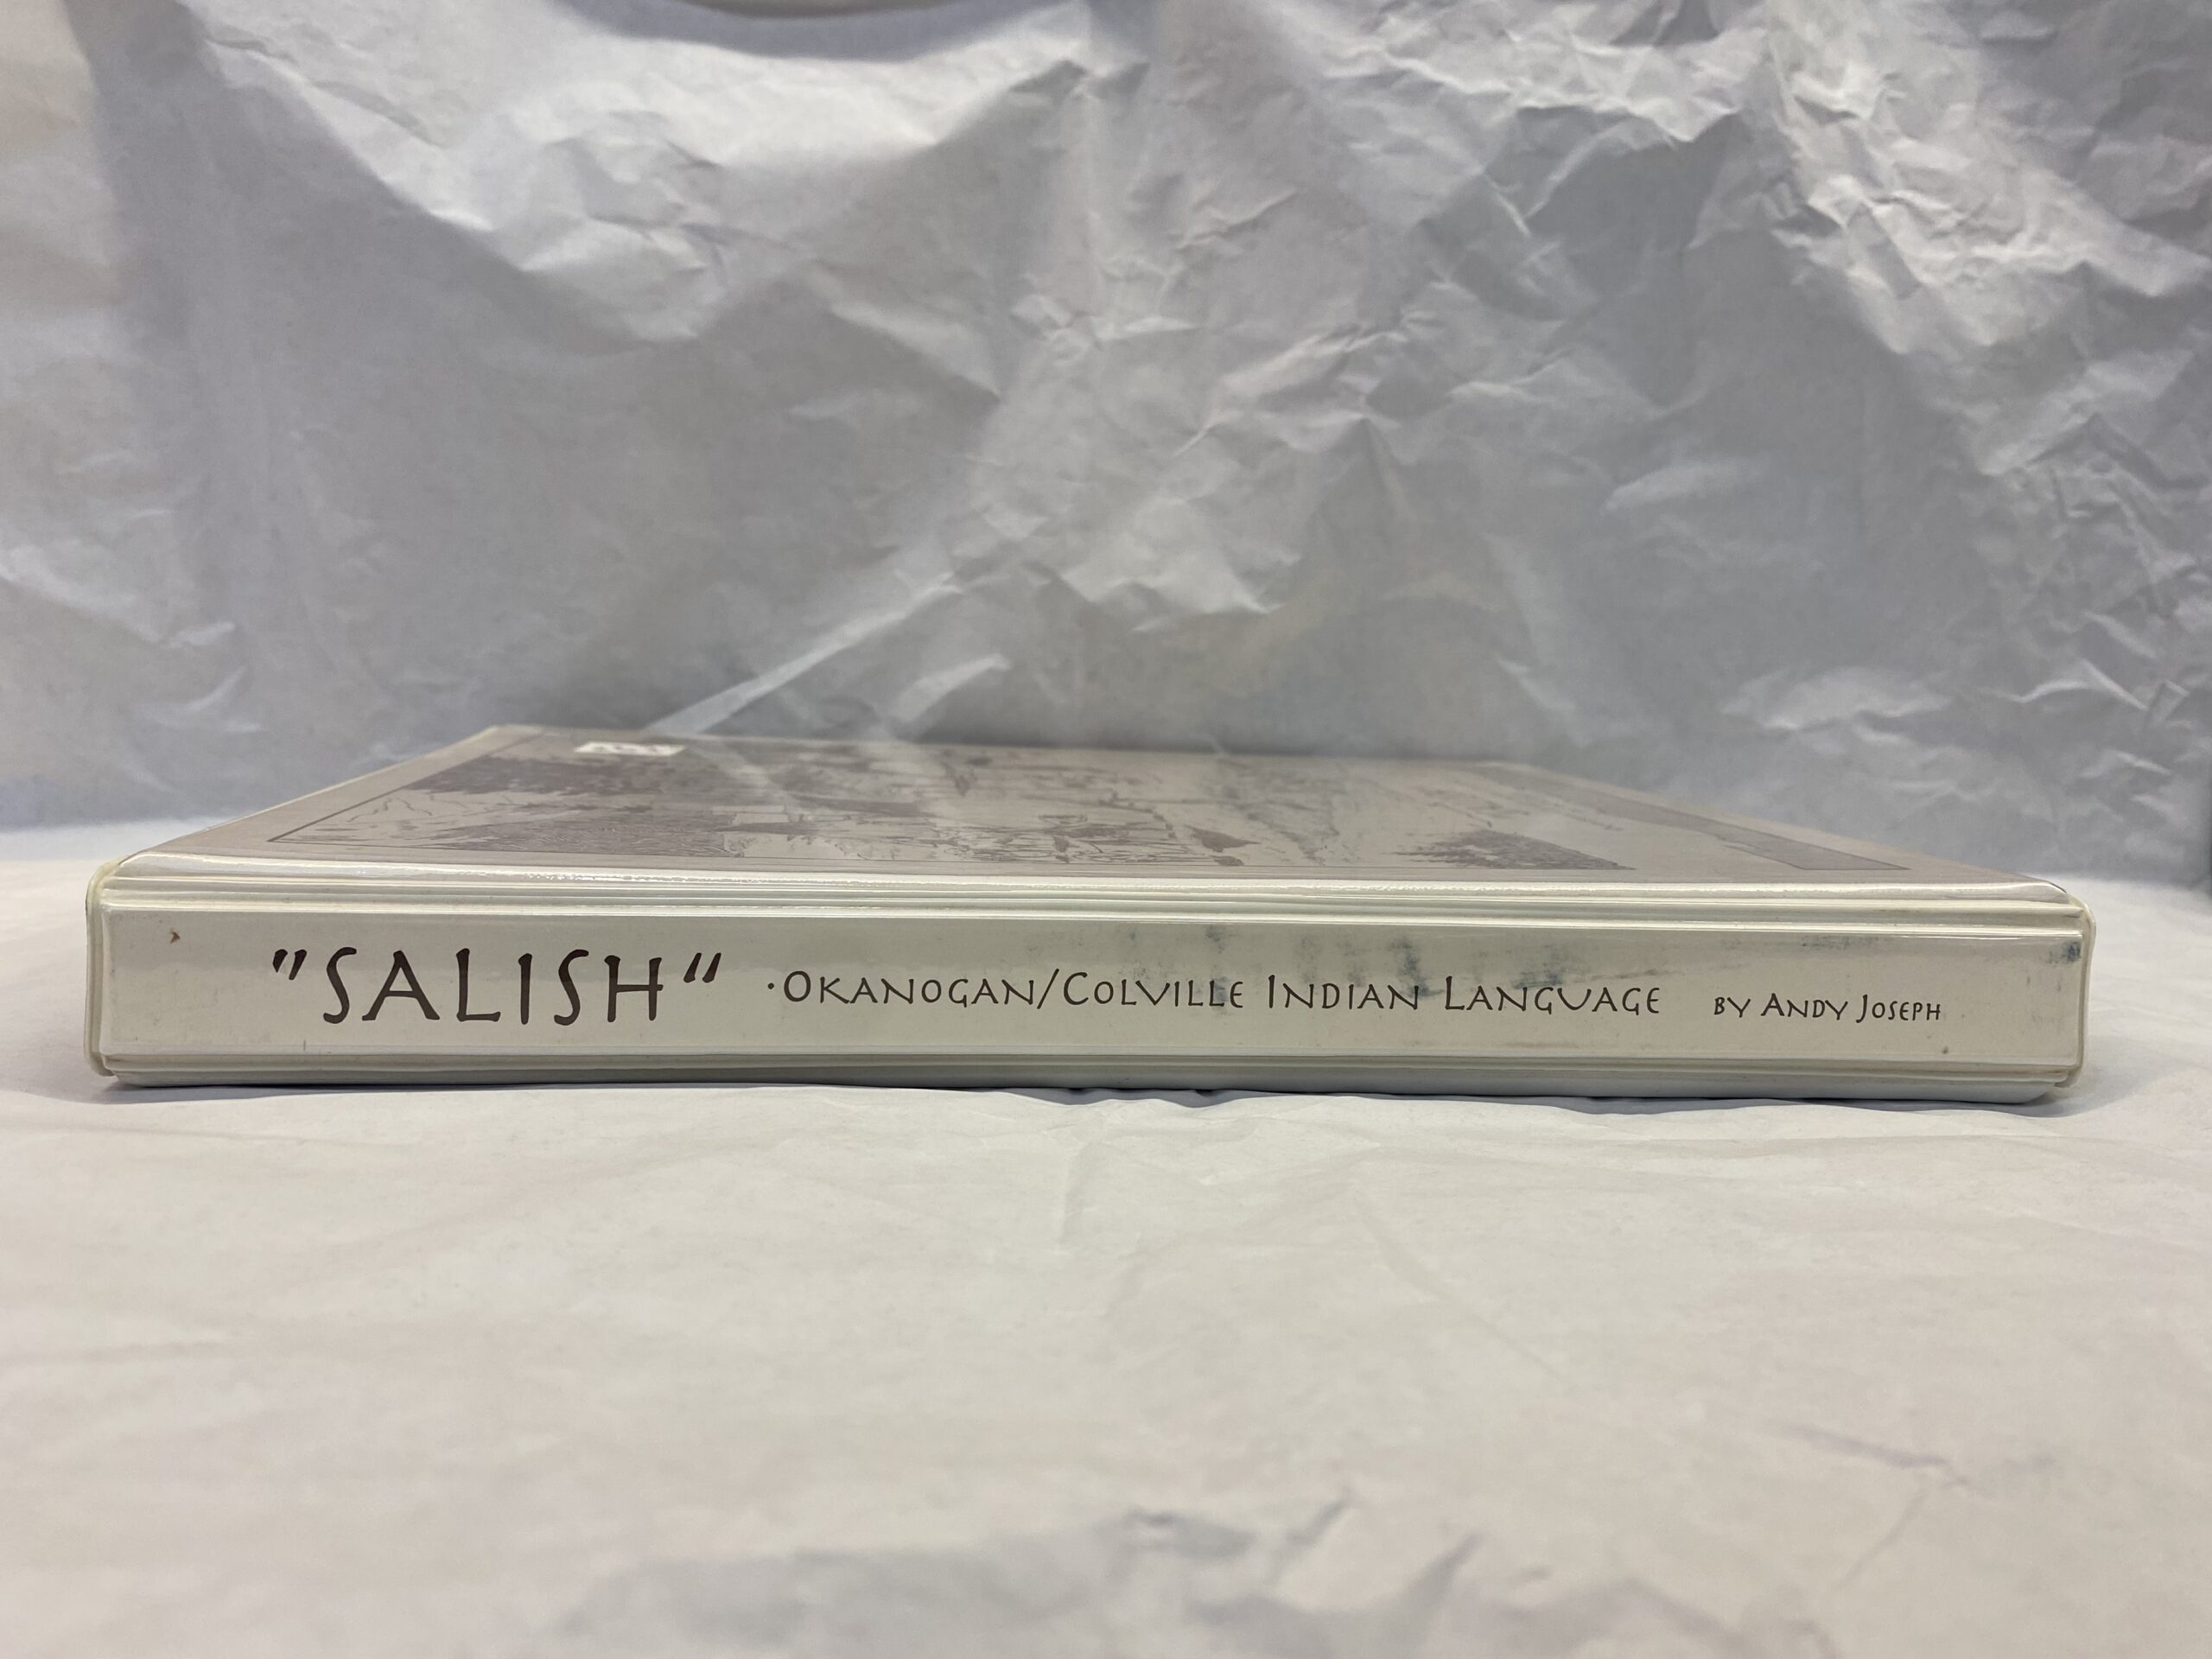 "SALISH" ·OKANOGAN/COLVILLE INDIAN LANGUAGE BY ANDY JOSEPH